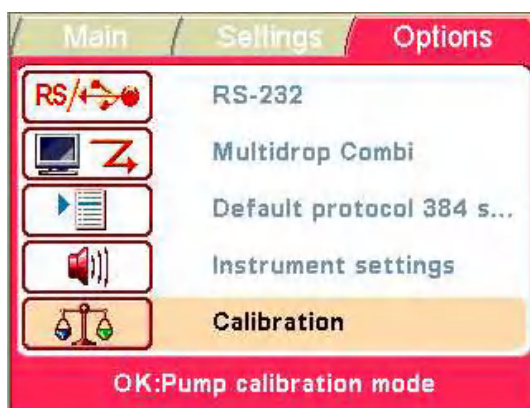 Main Settings Options
RS/
RS-232
Multidrop Combi
Default protocol 384 s...
Instrument settings
Calibration
OK:Pump calibration mode